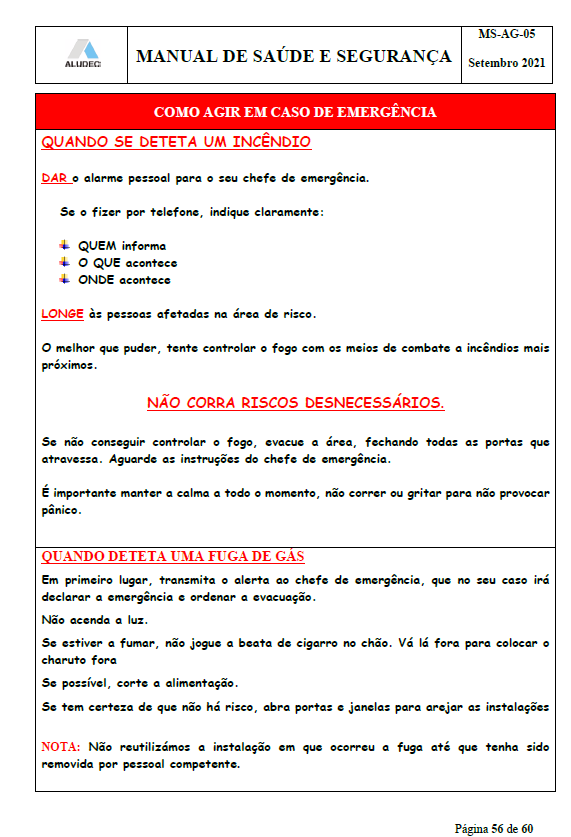 MS-AG-05
ALUDEC
MANUAL DE SAÚDE E SEGURANÇA
Setembro 2021
COMO AGIR EM CASO DE EMERGÊNCIA
QUANDO SE DETETA UM INCÊNDIO
DAR o alarme pessoal para o seu chefe de emergência.
Se o fizer por telefone, indique claramente:
QUEM informa
O QUE acontece
ONDE acontece
LONGE às pessoas afetadas na área de risco.
O melhor que puder, tente controlar o fogo com os meios de combate a incêndios mais
próximos.
NÃO CORRA RISCOS DESNECESSÁRIOS.
Se não conseguir controlar o fogo, evacue a área, fechando todas as portas que
atravessa. Aguarde as instruções do chefe de emergência.
É importante manter a calma a todo o momento, não correr ou gritar para não provocar
pânico.
QUANDO DETETA UMA FUGA DE GÁS
Em primeiro lugar, transmita o alerta ao chefe de emergência, que no seu caso irá
declarar a emergência e ordenar a evacuação.
Não acenda a luz.
Se estiver a fumar, não jogue a beata de cigarro no chão. Vá lá fora para colocar o
charuto fora
Se possível, corte a alimentação.
Se tem certeza de que não há risco, abra portas e janelas para arejar as instalações
NOTA: Não reutilizámos a instalação em que ocorreu a fuga até que tenha sido
removida por pessoal competente.
Página 56 de 60